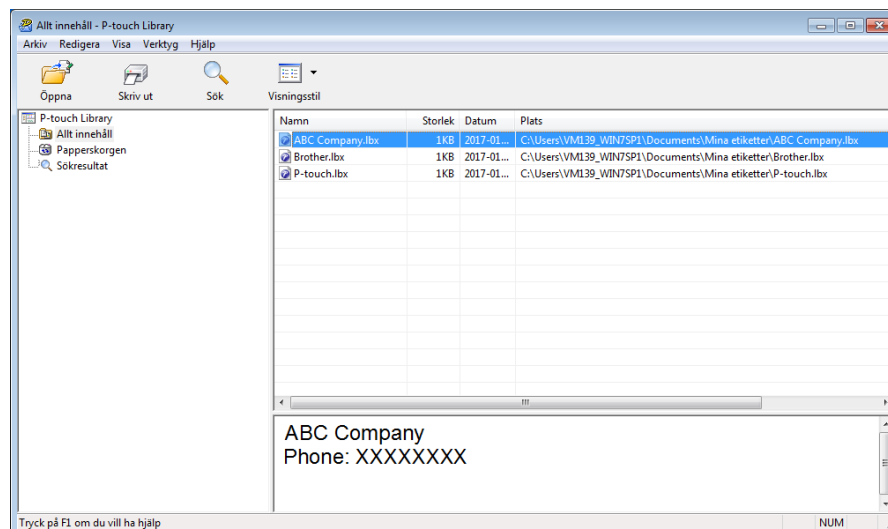 Allt innehåll - P-touch Library
Arkiv Redigera Visa Verktyg Hjälp
Öppna Skriv ut Sök Visningsstil
P-touch Library
Allt innehåll
Papperskorgen
Sökresultat
Namn Storlek Datum Plats
ABC Company.lbx 1KB 2017-01... C:\Users\VM139_WIN7SP1\Documents\Mina etiketter\ABC Company.lbx
Brother.lbx 1KB 2017-01... C:\Users\VM139_WIN7SP1\Documents\Mina etiketter\Brother.lbx
P-touch.lbx 1KB 2017-01... C:\Users\VM139_WIN7SP1\Documents\Mina etiketter\P-touch.lbx
ABC Company
Phone: XXXXXXXX
Tryck på F1 om du vill ha hjälp NUM